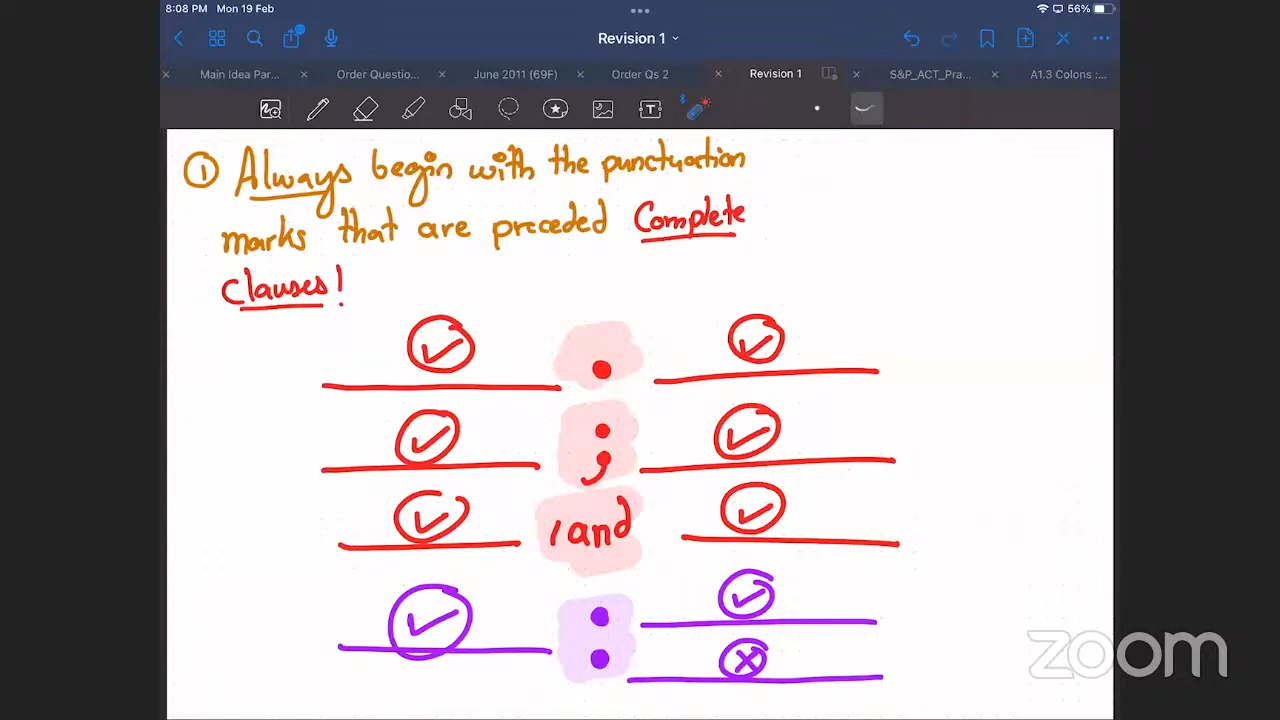 8:08 PM Mon 19 Feb
56%
Revision 1
Main Idea Par...
Order Questio...
June 2011 (69F)
Order Qs 2
Revision 1
S&P_ACT_Pra...
A1.3 Colons :...
T
① Always begin with the punctuation
marks that are preceded Complete
Clauses!
.
;
, and
:
zoom